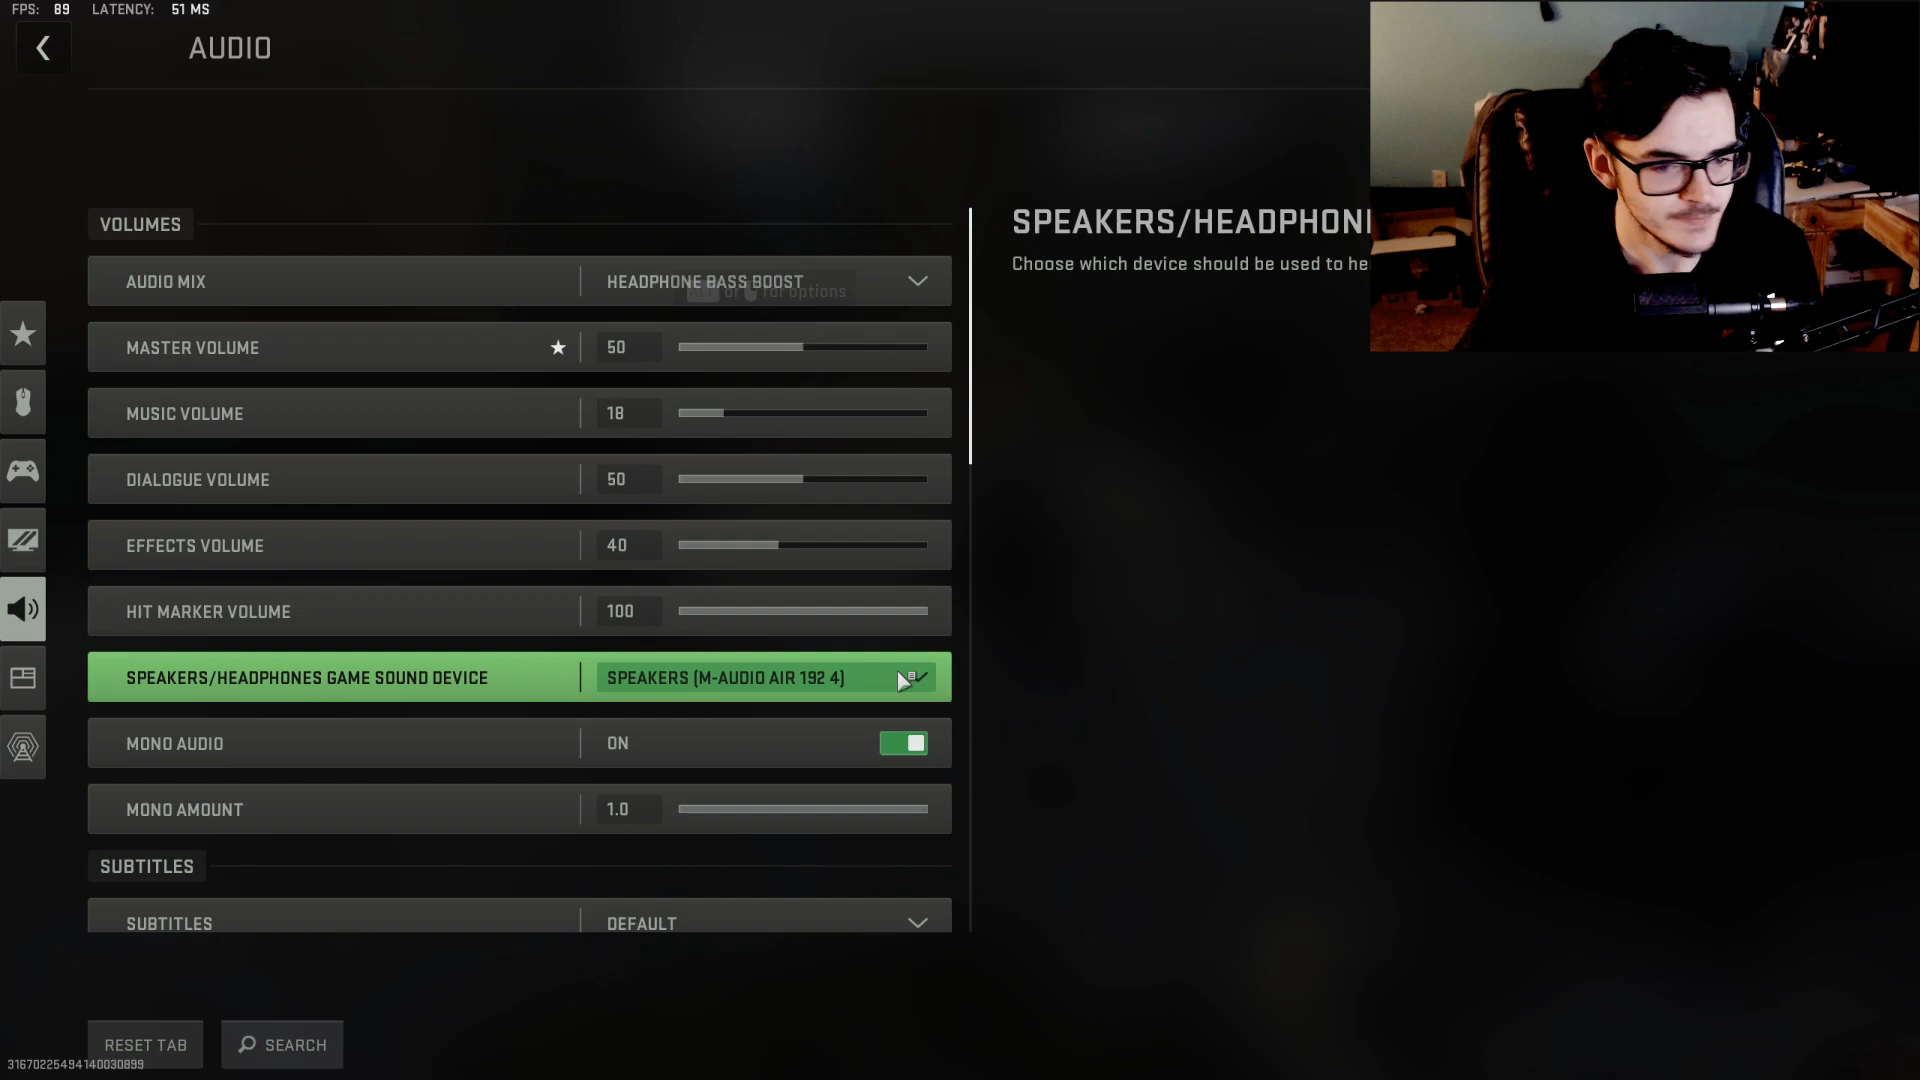 FPS: 89 LATENCY: 51 MS
AUDIO
VOLUMES
AUDIO MIX HEADPHONE BASS BOOST
or for options
MASTER VOLUME 50
MUSIC VOLUME 18
DIALOGUE VOLUME 50
EFFECTS VOLUME 40
HIT MARKER VOLUME 100
SPEAKERS/HEADPHONES GAME SOUND DEVICE SPEAKERS (M-AUDIO AIR 192 4)
MONO AUDIO ON
MONO AMOUNT 1.0
SUBTITLES
SUBTITLES DEFAULT
SPEAKERS/HEADPHON
Choose which device should be used to he
RESET TAB SEARCH
31670225494140030899